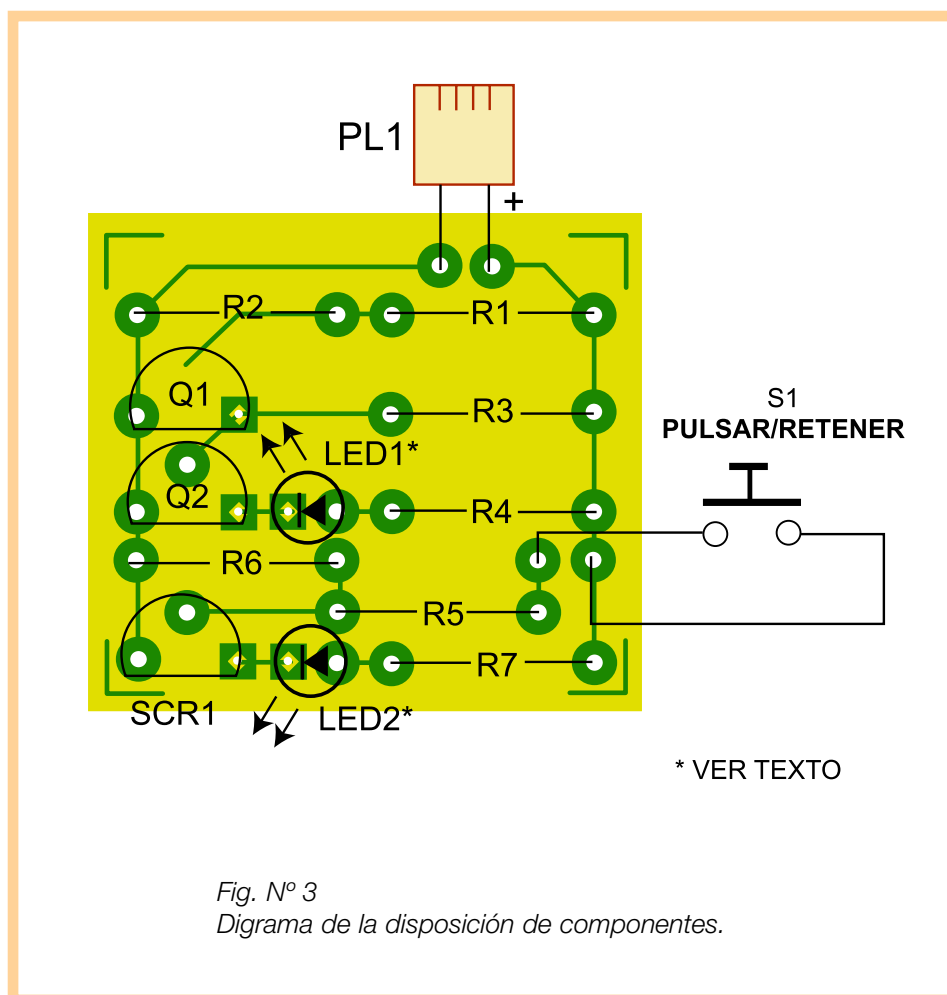 PL1
+
R2
R1
Q1
R3
S1
PULSAR/RETENER
LED1*
Q2
R4
R6
R5
R7
SCR1
LED2*
* VER TEXTO
Fig. Nº 3
Digrama de la disposición de componentes.